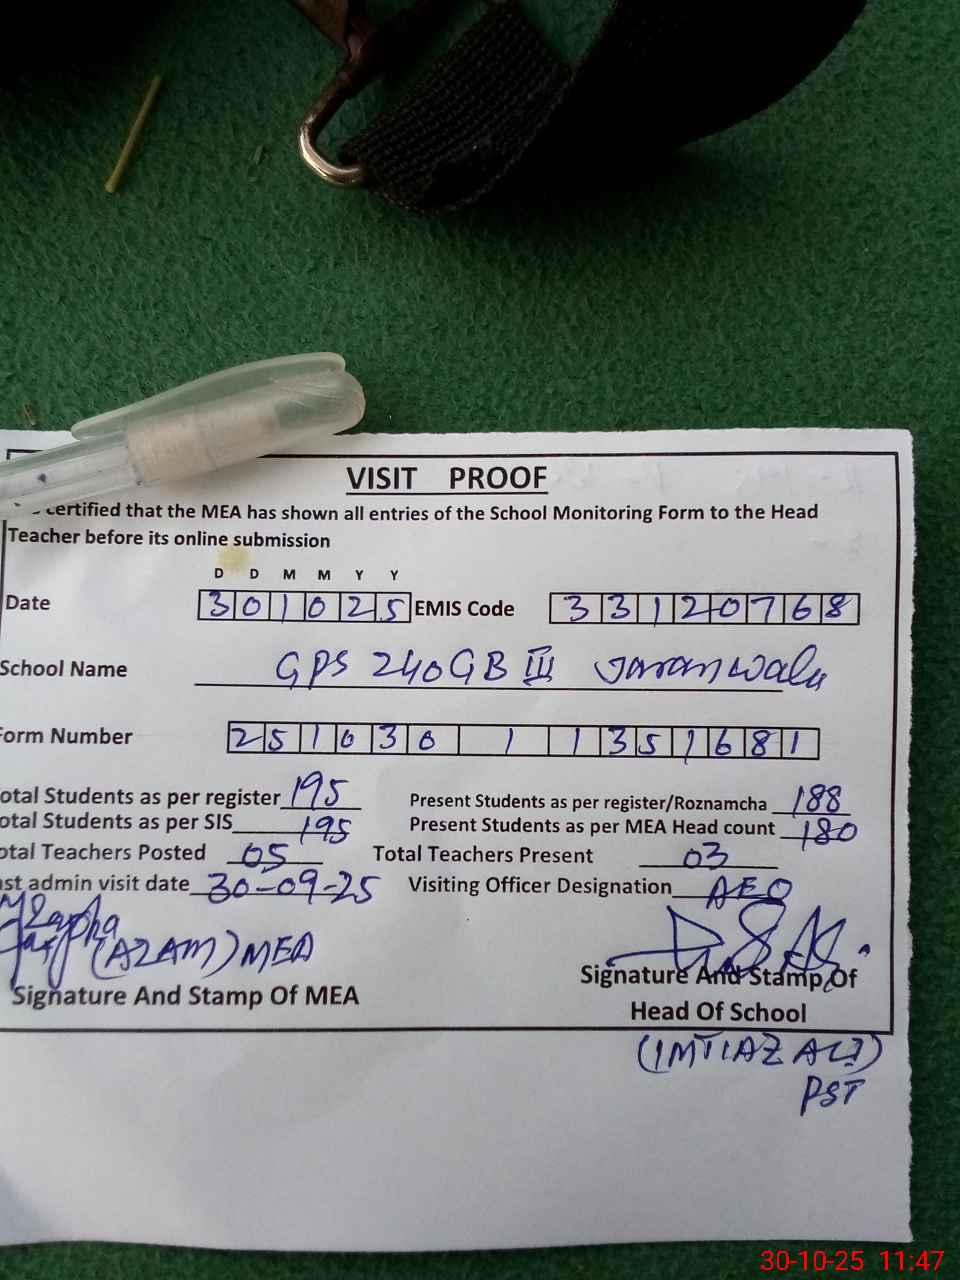 VISIT PROOF
certified that the MEA has shown all entries of the School Monitoring Form to the Head
Teacher before its online submission
D D M M Y Y
Date 301025 EMIS Code 33120768
School Name GPS 240 GB III Jaranwala
Form Number 251030 1 1351681
otal Students as per register 195 Present Students as per register/Roznamcha 188
otal Students as per SIS 195 Present Students as per MEA Head count 180
otal Teachers Posted 05 Total Teachers Present 03
ast admin visit date 30-09-25 Visiting Officer Designation AEO
(AZAM) MEA
Signature And Stamp Of MEA
Signature And Stamp Of
Head Of School
(IMTIAZ ALI)
PST
30-10-25 11:47